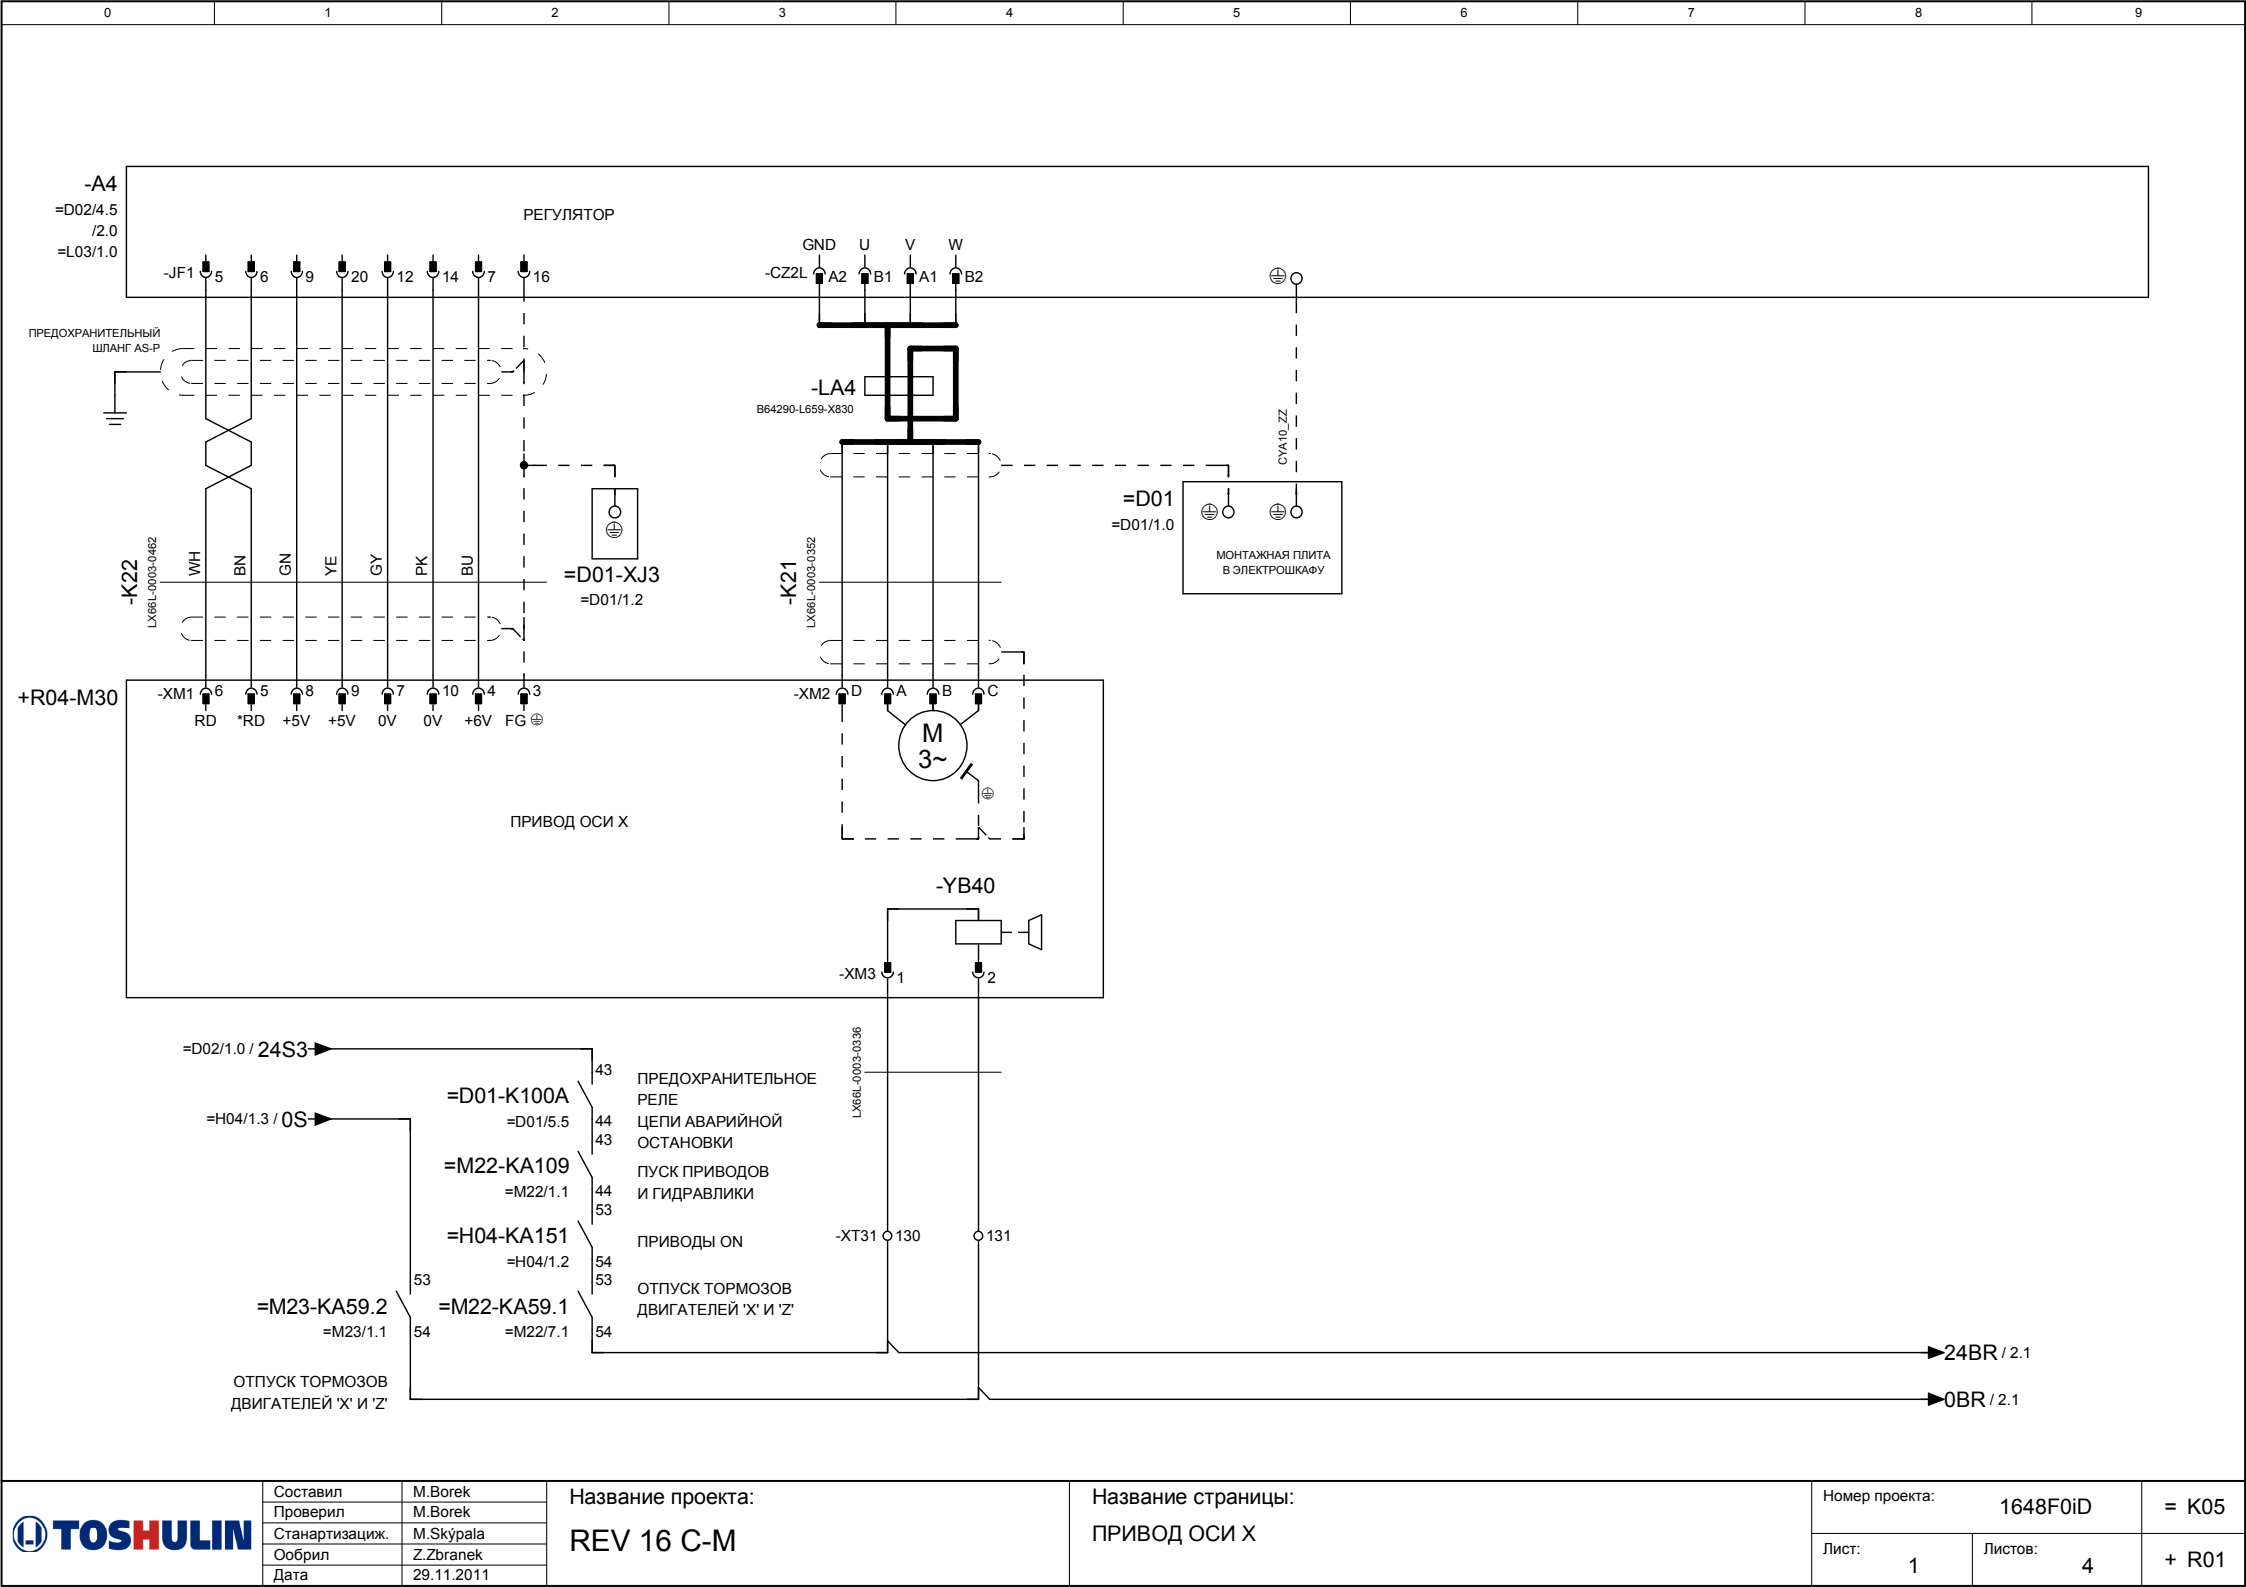 0 1 2 3 4 5 6 7 8 9
-A4
=D02/4.5
/2.0
=L03/1.0
РЕГУЛЯТОР
GND U V W
-JF1 5 6 9 20 12 14 7 16
-CZ2L A2 B1 A1 B2
ПРЕДОХРАНИТЕЛЬНЫЙ
ШЛАНГ AS-P
-LA4
B64290-L659-X830
CYA10_ZZ
=D01
=D01/1.0
МОНТАЖНАЯ ПЛИТА
В ЭЛЕКТРОШКАФУ
-K22
LX66L-0003-0462
WH BN GN YE GY PK BU
=D01-XJ3
=D01/1.2
-K21
LX66L-0003-0352
+R04-M30
-XM1 6 5 8 9 7 10 4 3
RD *RD +5V +5V 0V 0V +6V FG
-XM2 D A B C
M
3~
ПРИВОД ОСИ X
-YB40
-XM3 1 2
LX66L-0003-0336
=D02/1.0 / 24S3
=H04/1.3 / 0S
43
=D01-K100A
=D01/5.5
44
ПРЕДОХРАНИТЕЛЬНОЕ
РЕЛЕ
ЦЕПИ АВАРИЙНОЙ
ОСТАНОВКИ
43
=M22-KA109
=M22/1.1
44
ПУСК ПРИВОДОВ
И ГИДРАВЛИКИ
53
=H04-KA151
=H04/1.2
54
ПРИВОДЫ ON
-XT31 130 131
53
=M23-KA59.2
=M23/1.1
54
53
=M22-KA59.1
=M22/7.1
54
ОТПУСК ТОРМОЗОВ
ДВИГАТЕЛЕЙ 'X' И 'Z'
ОТПУСК ТОРМОЗОВ
ДВИГАТЕЛЕЙ 'X' И 'Z'
24BR / 2.1
0BR / 2.1
TOSHULIN
Составил M.Borek
Проверил M.Borek
Станартизациж. M.Skýpala
Ообрил Z.Zbranek
Дата 29.11.2011
Название проекта:
REV 16 C-M
Название страницы:
ПРИВОД ОСИ X
Номер проекта:
1648F0iD
= K05
Лист:
1
Листов:
4
+ R01